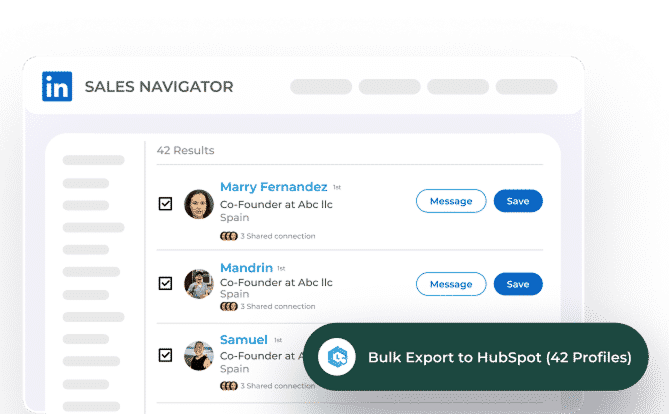 in SALES NAVIGATOR
42 Results
Marry Fernandez 1st
Co-Founder at Abc llc
Spain
3 Shared connection
Message Save
Mandrin 1st
Co-Founder at Abc llc
Spain
3 Shared connection
Message Save
Samuel 1st
Co-Founder at A
Spain
3 Shared connection
Bulk Export to HubSpot (42 Profiles)